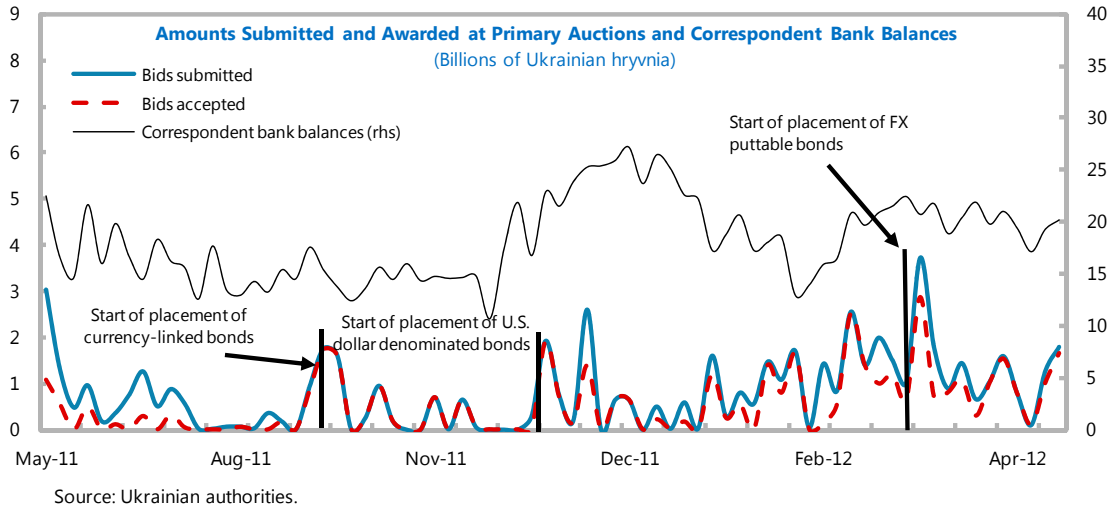 Amounts Submitted and Awarded at Primary Auctions and Correspondent Bank Balances
(Billions of Ukrainian hryvnia)
Bids submitted
Bids accepted
Correspondent bank balances (rhs)
Start of placement of FX
puttable bonds
Start of placement of
currency-linked bonds
Start of placement of U.S.
dollar denominated bonds
9
8
7
6
5
4
3
2
1
0
40
35
30
25
20
15
10
5
0
May-11
Aug-11
Nov-11
Dec-11
Feb-12
Apr-12
Source: Ukrainian authorities.